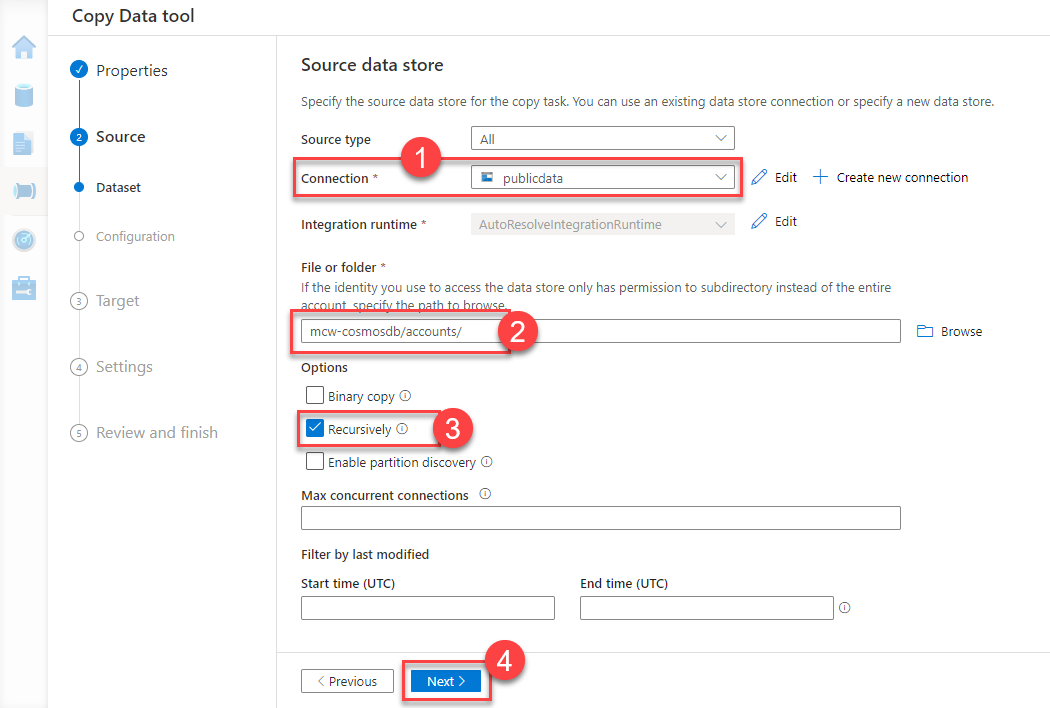 Copy Data tool
Properties
2 Source
Dataset
Configuration
3 Target
4 Settings
5 Review and finish
Source data store
Specify the source data store for the copy task. You can use an existing data store connection or specify a new data store.
Source type All
1
Connection * publicdata Edit Create new connection
Integration runtime * AutoResolveIntegrationRuntime Edit
File or folder *
If the identity you use to access the data store only has permission to subdirectory instead of the entire
account, specify the path to browse.
mcw-cosmosdb/accounts/ 2 Browse
Options
Binary copy
Recursively 3
Enable partition discovery
Max concurrent connections
Filter by last modified
Start time (UTC) End time (UTC)
4
Previous Next